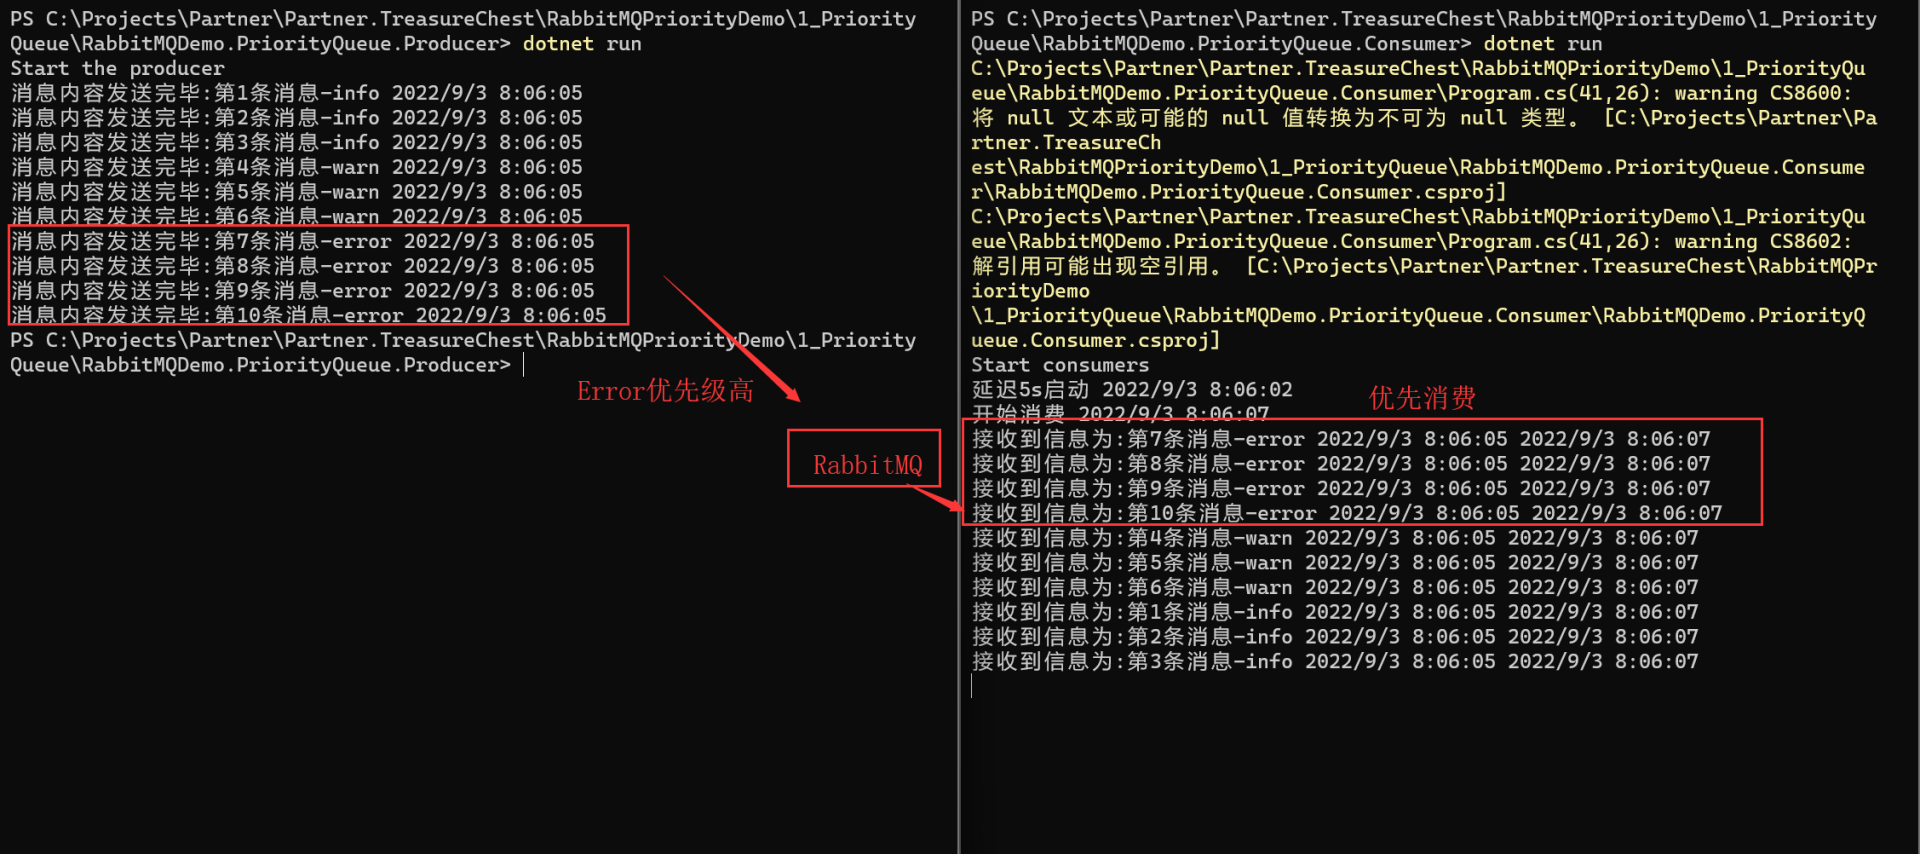 PS C:\Projects\Partner\Partner.TreasureChest\RabbitMQPriorityDemo\1_Priority
Queue\RabbitMQDemo.PriorityQueue.Producer> dotnet run
Start the producer
消息内容发送完毕:第1条消息-info 2022/9/3 8:06:05
消息内容发送完毕:第2条消息-info 2022/9/3 8:06:05
消息内容发送完毕:第3条消息-info 2022/9/3 8:06:05
消息内容发送完毕:第4条消息-warn 2022/9/3 8:06:05
消息内容发送完毕:第5条消息-warn 2022/9/3 8:06:05
消息内容发送完毕:第6条消息-warn 2022/9/3 8:06:05
消息内容发送完毕:第7条消息-error 2022/9/3 8:06:05
消息内容发送完毕:第8条消息-error 2022/9/3 8:06:05
消息内容发送完毕:第9条消息-error 2022/9/3 8:06:05
消息内容发送完毕:第10条消息-error 2022/9/3 8:06:05
PS C:\Projects\Partner\Partner.TreasureChest\RabbitMQPriorityDemo\1_Priority
Queue\RabbitMQDemo.PriorityQueue.Producer>
Error优先级高
RabbitMQ
PS C:\Projects\Partner\Partner.TreasureChest\RabbitMQPriorityDemo\1_Priority
Queue\RabbitMQDemo.PriorityQueue.Consumer> dotnet run
C:\Projects\Partner\Partner.TreasureChest\RabbitMQPriorityDemo\1_PriorityQu
eue\RabbitMQDemo.PriorityQueue.Consumer\Program.cs(41,26): warning CS8600:
将 null 文本或可能的 null 值转换为不可为 null 类型。 [C:\Projects\Partner\Pa
rtner.TreasureCh
est\RabbitMQPriorityDemo\1_PriorityQueue\RabbitMQDemo.PriorityQueue.Consume
r\RabbitMQDemo.PriorityQueue.Consumer.csproj]
C:\Projects\Partner\Partner.TreasureChest\RabbitMQPriorityDemo\1_PriorityQu
eue\RabbitMQDemo.PriorityQueue.Consumer\Program.cs(41,26): warning CS8602:
解引用可能出现空引用。 [C:\Projects\Partner\Partner.TreasureChest\RabbitMQPr
iorityDemo
\1_PriorityQueue\RabbitMQDemo.PriorityQueue.Consumer\RabbitMQDemo.PriorityQ
ueue.Consumer.csproj]
Start consumers
延迟5s启动 2022/9/3 8:06:02
开始消费 2022/9/3 8:06:07
优先消费
接收到信息为:第7条消息-error 2022/9/3 8:06:05 2022/9/3 8:06:07
接收到信息为:第8条消息-error 2022/9/3 8:06:05 2022/9/3 8:06:07
接收到信息为:第9条消息-error 2022/9/3 8:06:05 2022/9/3 8:06:07
接收到信息为:第10条消息-error 2022/9/3 8:06:05 2022/9/3 8:06:07
接收到信息为:第4条消息-warn 2022/9/3 8:06:05 2022/9/3 8:06:07
接收到信息为:第5条消息-warn 2022/9/3 8:06:05 2022/9/3 8:06:07
接收到信息为:第6条消息-warn 2022/9/3 8:06:05 2022/9/3 8:06:07
接收到信息为:第1条消息-info 2022/9/3 8:06:05 2022/9/3 8:06:07
接收到信息为:第2条消息-info 2022/9/3 8:06:05 2022/9/3 8:06:07
接收到信息为:第3条消息-info 2022/9/3 8:06:05 2022/9/3 8:06:07